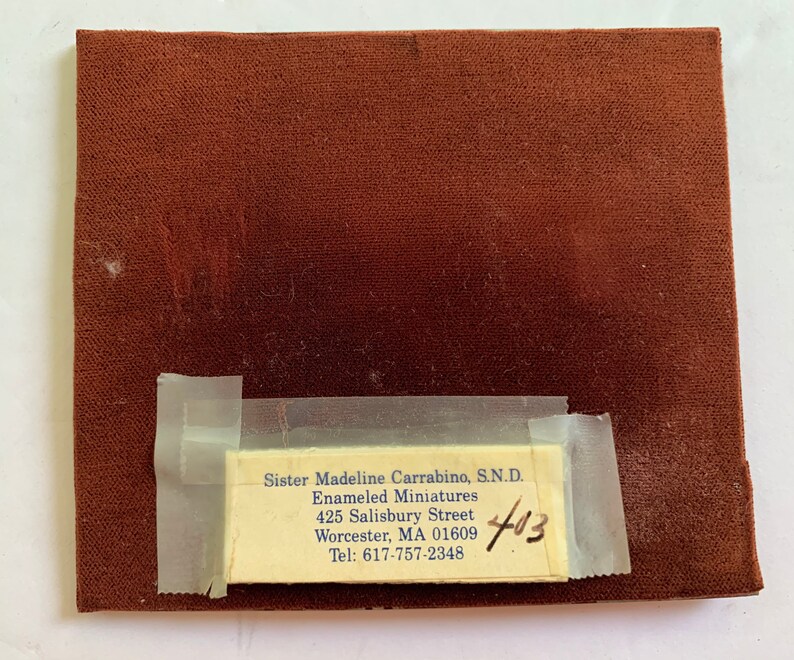 Sister Madeline Carrabino, S.N.D.
Enameled Miniatures
425 Salisbury Street
Worcester, MA 01609
Tel: 617-757-2348
403